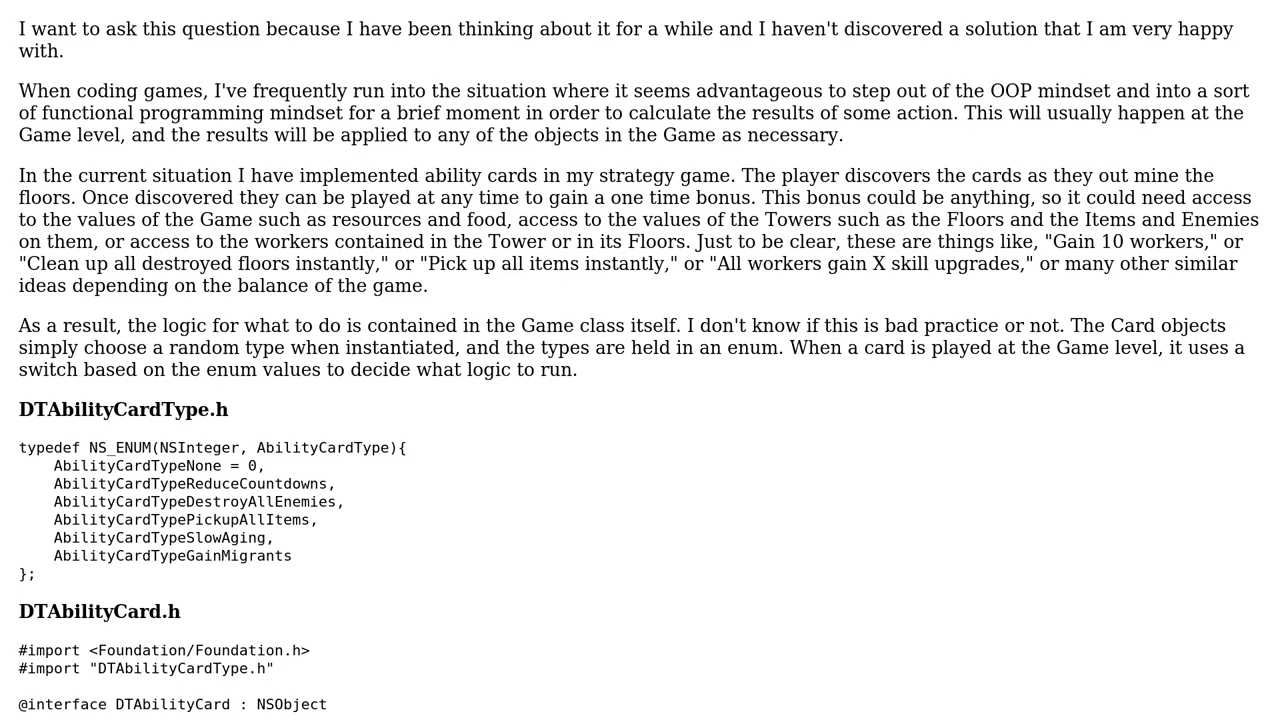 I want to ask this question because I have been thinking about it for a while and I haven't discovered a solution that I am very happy
with.
When coding games, I've frequently run into the situation where it seems advantageous to step out of the OOP mindset and into a sort
of functional programming mindset for a brief moment in order to calculate the results of some action. This will usually happen at the
Game level, and the results will be applied to any of the objects in the Game as necessary.
In the current situation I have implemented ability cards in my strategy game. The player discovers the cards as they out mine the
floors. Once discovered they can be played at any time to gain a one time bonus. This bonus could be anything, so it could need access
to the values of the Game such as resources and food, access to the values of the Towers such as the Floors and the Items and Enemies
on them, or access to the workers contained in the Tower or in its Floors. Just to be clear, these are things like, "Gain 10 workers," or
"Clean up all destroyed floors instantly," or "Pick up all items instantly," or "All workers gain X skill upgrades," or many other similar
ideas depending on the balance of the game.
As a result, the logic for what to do is contained in the Game class itself. I don't know if this is bad practice or not. The Card objects
simply choose a random type when instantiated, and the types are held in an enum. When a card is played at the Game level, it uses a
switch based on the enum values to decide what logic to run.
DTAbilityCardType.h
typedef NS_ENUM(NSInteger, AbilityCardType){
    AbilityCardTypeNone = 0,
    AbilityCardTypeReduceCountdowns,
    AbilityCardTypeDestroyAllEnemies,
    AbilityCardTypePickupAllItems,
    AbilityCardTypeSlowAging,
    AbilityCardTypeGainMigrants
};
DTAbilityCard.h
#import <Foundation/Foundation.h>
#import "DTAbilityCardType.h"
@interface DTAbilityCard : NSObject